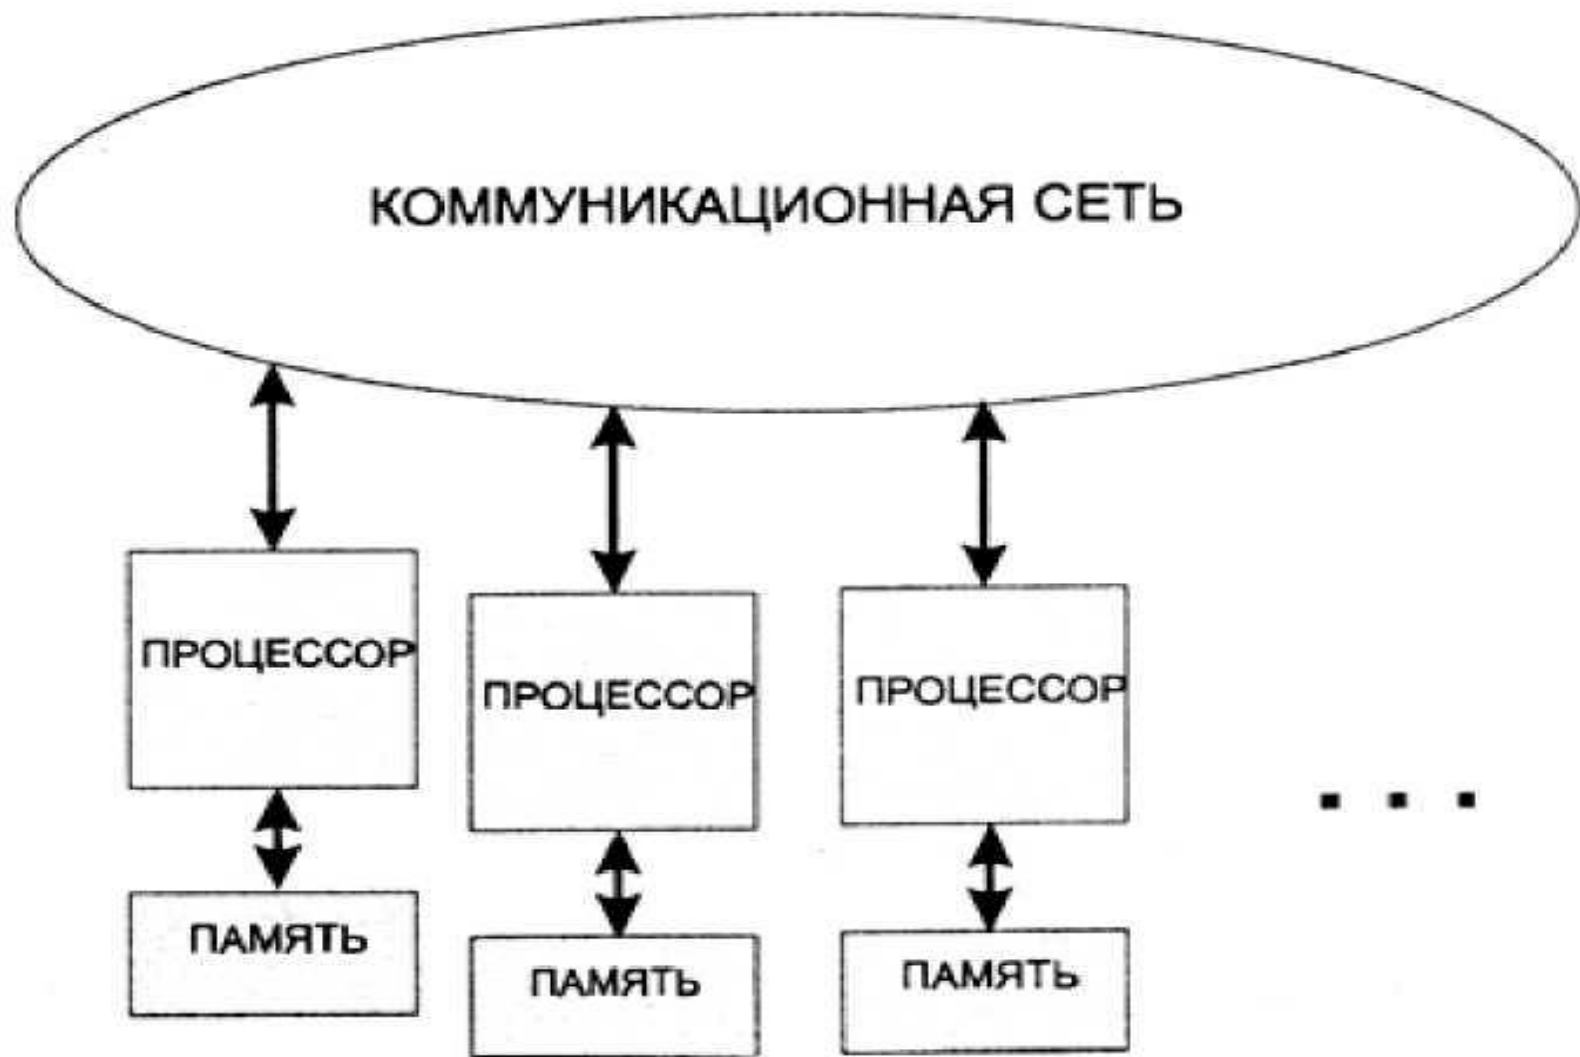 КОММУНИКАЦИОННАЯ СЕТЬ
ПРОЦЕССОР
ПРОЦЕССОР
ПРОЦЕССОР
. . .
ПАМЯТЬ
ПАМЯТЬ
ПАМЯТЬ